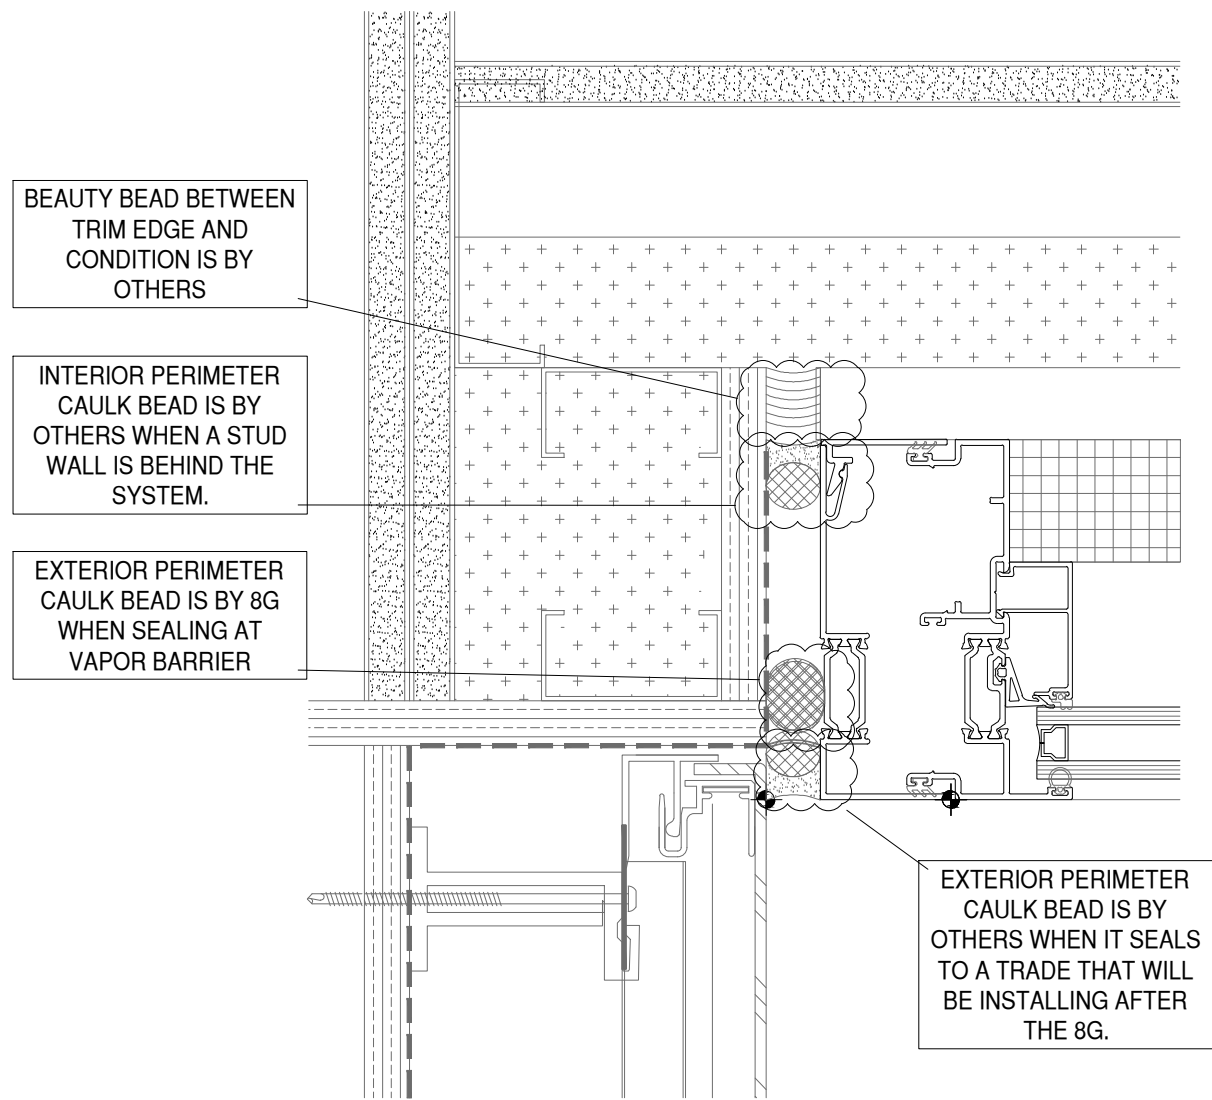 BEAUTY BEAD BETWEEN
TRIM EDGE AND
CONDITION IS BY
OTHERS
INTERIOR PERIMETER
CAULK BEAD IS BY
OTHERS WHEN A STUD
WALL IS BEHIND THE
SYSTEM.
EXTERIOR PERIMETER
CAULK BEAD IS BY 8G
WHEN SEALING AT
VAPOR BARRIER
EXTERIOR PERIMETER
CAULK BEAD IS BY
OTHERS WHEN IT SEALS
TO A TRADE THAT WILL
BE INSTALLING AFTER
THE 8G.